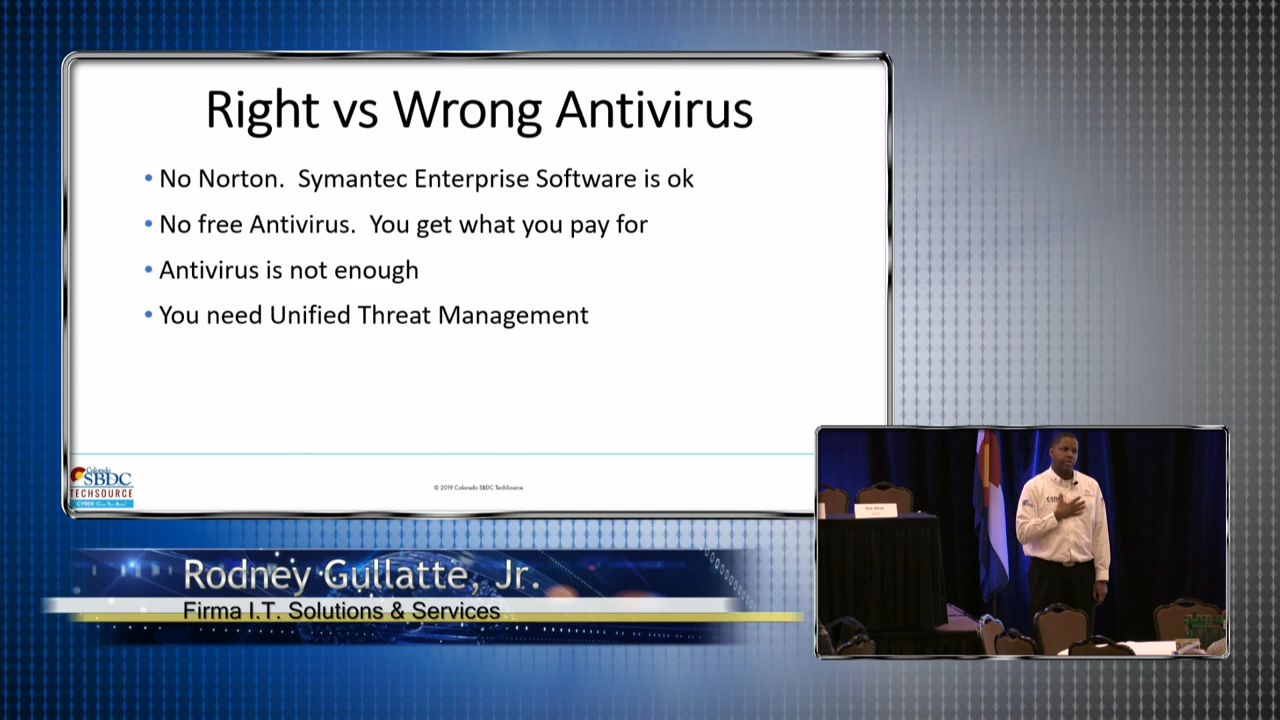 Right vs Wrong Antivirus
• No Norton. Symantec Enterprise Software is ok
• No free Antivirus. You get what you pay for
• Antivirus is not enough
• You need Unified Threat Management
Colorado
SBDC
TECHSOURCE
© 2019 Colorado SBDC TechSource
Rodney Gullatte, Jr.
Firma I.T. Solutions & Services